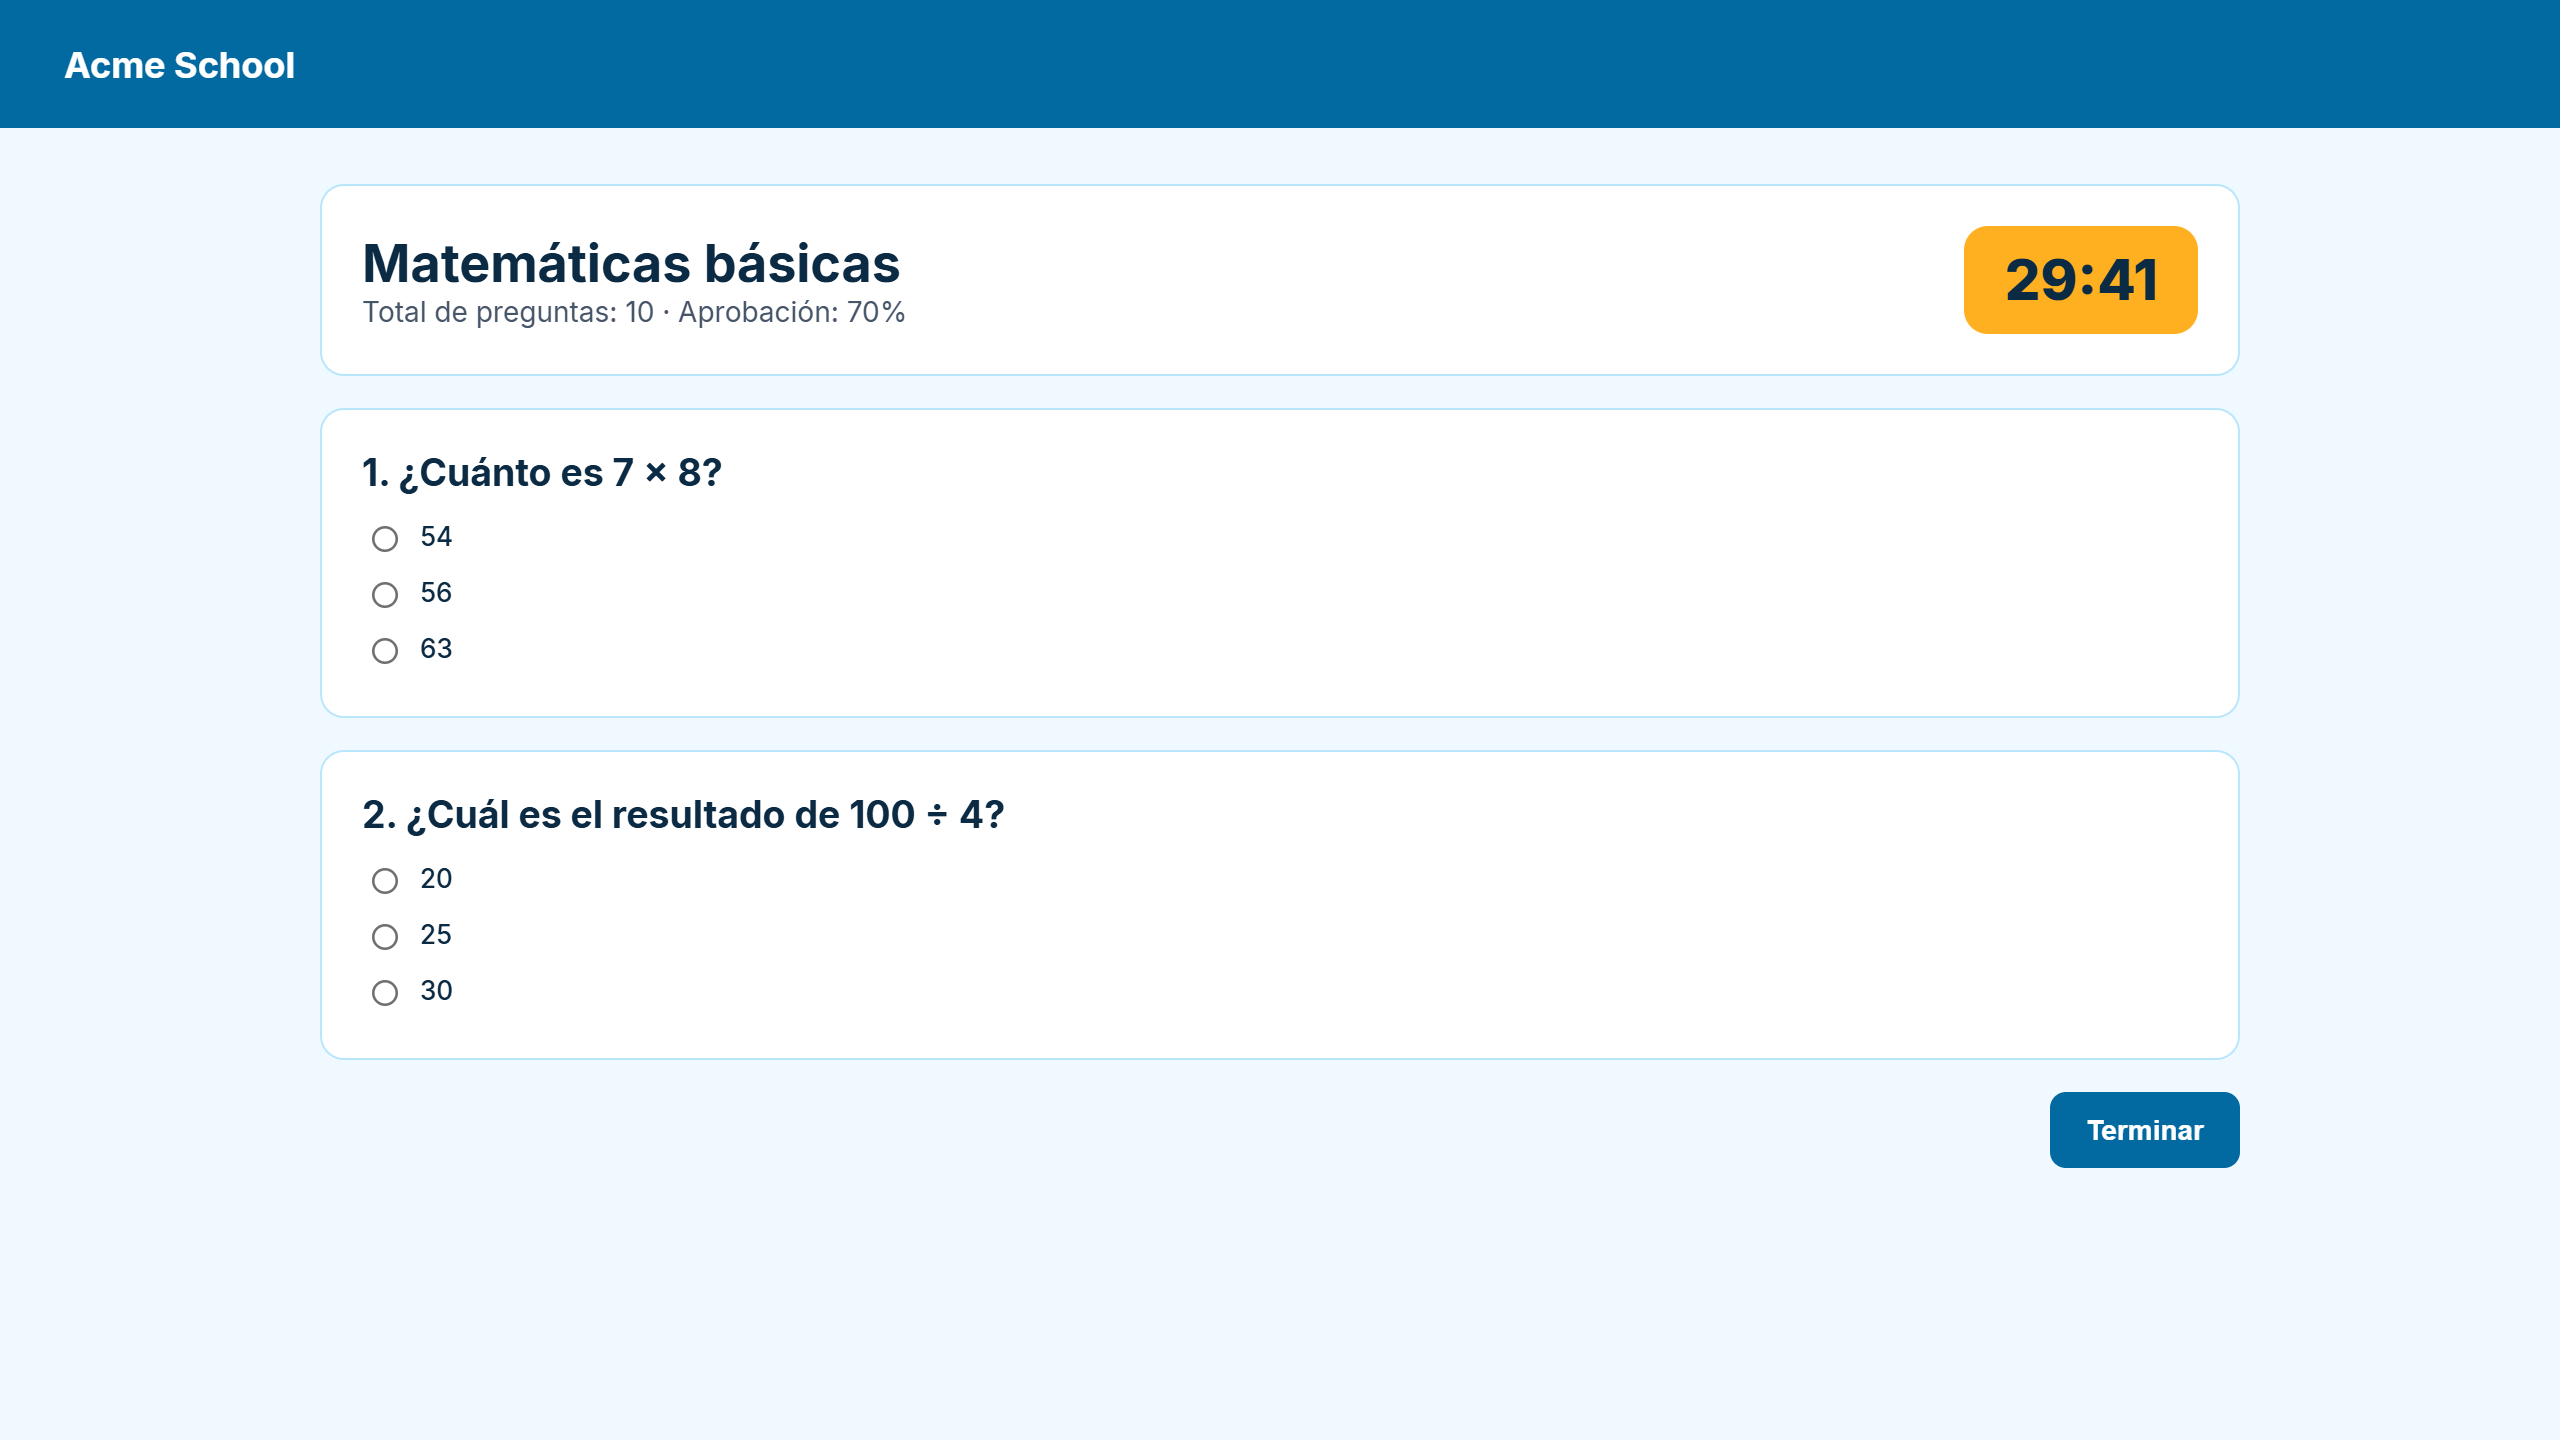 Acme School
Matemáticas básicas
Total de preguntas: 10 · Aprobación: 70%
29:41
1. ¿Cuánto es 7 × 8?
54
56
63
2. ¿Cuál es el resultado de 100 ÷ 4?
20
25
30
Terminar